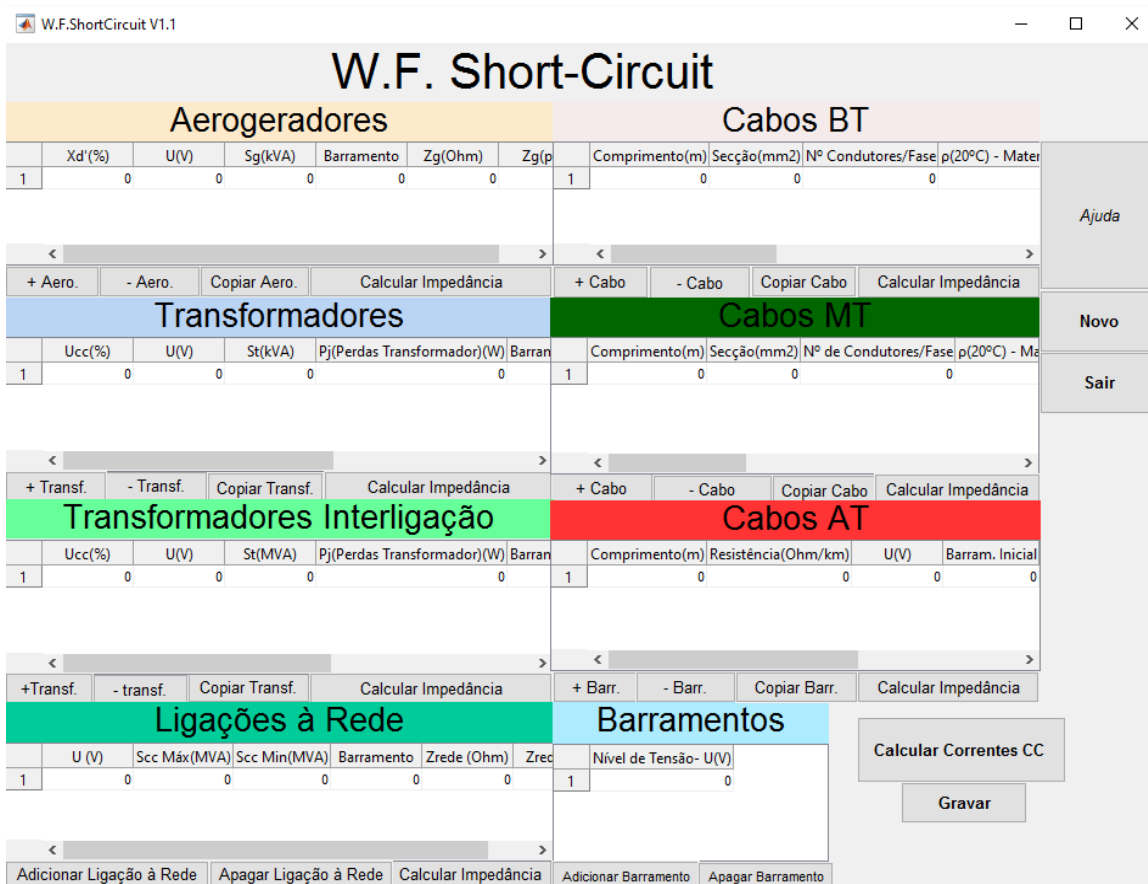 W.F.ShortCircuit V1.1
W.F. Short-Circuit
Aerogeradores
Xd'(%) U(V) Sg(kVA) Barramento Zg(Ohm) Zg(p
1 0 0 0 0 0
+ Aero. - Aero. Copiar Aero. Calcular Impedância
Cabos BT
Comprimento(m) Secção(mm2) Nº Condutores/Fase ρ(20ºC) - Mater
1 0 0 0
+ Cabo - Cabo Copiar Cabo Calcular Impedância
Ajuda
Novo
Sair
Transformadores
Ucc(%) U(V) St(kVA) Pj(Perdas Transformador)(W) Barran
1 0 0 0 0
+ Transf. - Transf. Copiar Transf. Calcular Impedância
Cabos MT
Comprimento(m) Secção(mm2) Nº de Condutores/Fase ρ(20ºC) - Ma
1 0 0 0
+ Cabo - Cabo Copiar Cabo Calcular Impedância
Transformadores Interligação
Ucc(%) U(V) St(MVA) Pj(Perdas Transformador)(W) Barran
1 0 0 0 0
+Transf. - transf. Copiar Transf. Calcular Impedância
Cabos AT
Comprimento(m) Resistência(Ohm/km) U(V) Barram. Inicial
1 0 0 0 0
+ Barr. - Barr. Copiar Barr. Calcular Impedância
Ligações à Rede
U (V) Scc Máx(MVA) Scc Min(MVA) Barramento Zrede (Ohm) Zred
1 0 0 0 0 0
Adicionar Ligação à Rede Apagar Ligação à Rede Calcular Impedância
Barramentos
Nível de Tensão- U(V)
1 0
Adicionar Barramento Apagar Barramento
Calcular Correntes CC
Gravar